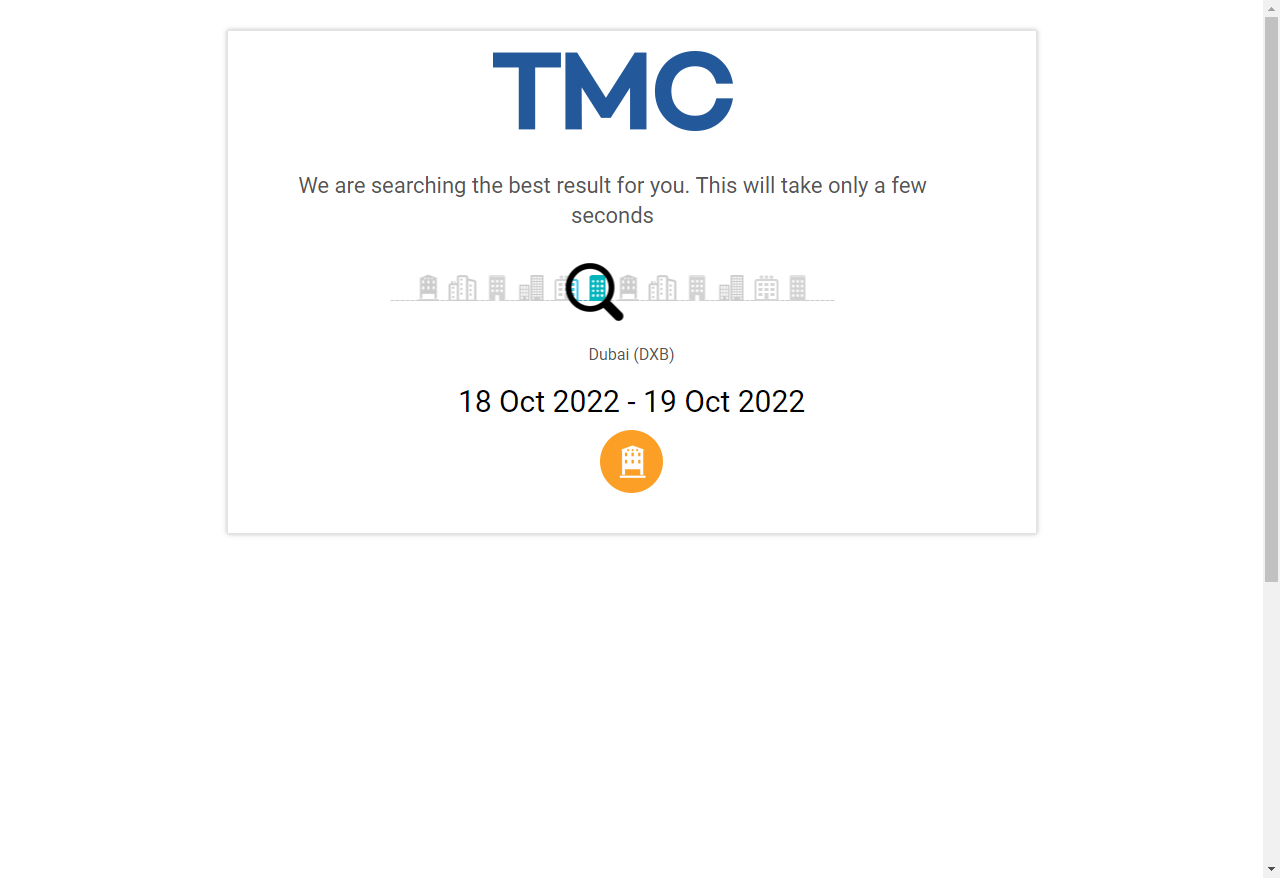 TMC
We are searching the best result for you. This will take only a few
seconds
Dubai (DXB)
18 Oct 2022 - 19 Oct 2022